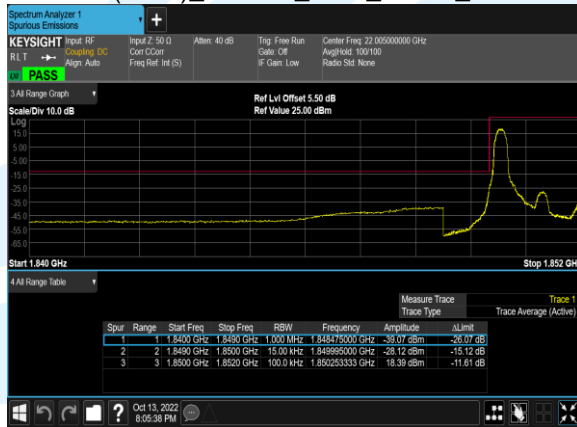 Spectrum Analyzer 1
Spurious Emissions
+
KEYSIGHT Input: RF Input Z: 50 Ω Atten: 40 dB Trig: Free Run Center Freq: 22.005000000 GHz
RLT Coupling: DC Corr CCorr Gate: Off Avg|Hold: 100/100
Align: Auto Freq Ref: Int (S) IF Gain: Low Radio Std: None
PASS
3 All Range Graph
Ref Lvl Offset 5.50 dB
Scale/Div 10.0 dB Ref Value 25.00 dBm
Log
15.0
5.00
-5.00
-15.0
-25.0
-35.0
-45.0
-55.0
-65.0
Start 1.840 GHz Stop 1.852 GH
4 All Range Table
Measure Trace Trace 1
Trace Type Trace Average (Active)
Spur Range Start Freq Stop Freq RBW Frequency Amplitude ΔLimit
1 1 1.8400 GHz 1.8490 GHz 1.000 MHz 1.848475000 GHz -39.07 dBm -26.07 dB
2 2 1.8490 GHz 1.8500 GHz 15.00 kHz 1.849995000 GHz -28.12 dBm -15.12 dB
3 3 1.8500 GHz 1.8520 GHz 100.0 kHz 1.850253333 GHz 18.39 dBm -11.61 dB
? Oct 13, 2022
8:05:38 PM